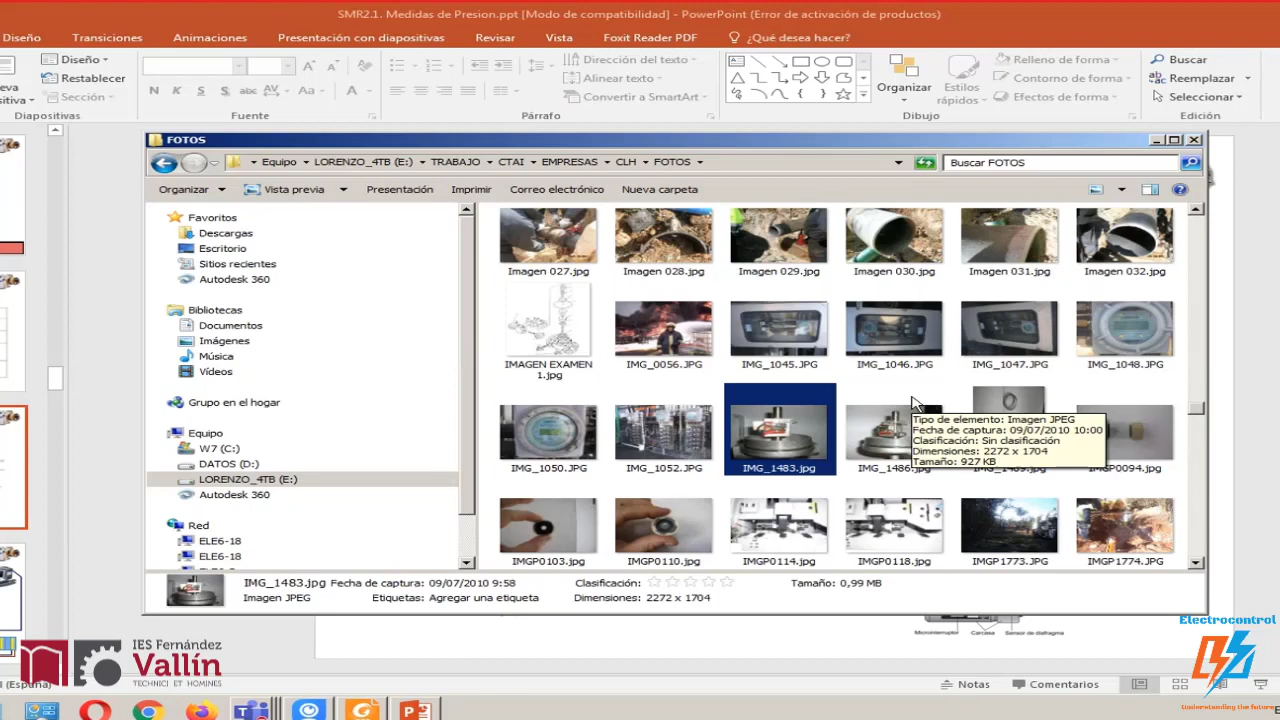 SMR2.1. Medidas de Presion.ppt [Modo de compatibilidad] - PowerPoint (Error de activación de productos)
Diseño Transiciones Animaciones Presentación con diapositivas Revisar Vista Foxit Reader PDF ¿Qué desea hacer?
Diseño
Restablecer
Sección
Diapositivas
Fuente
Dirección del texto
Alinear texto
Convertir a SmartArt
Párrafo
Organizar
Estilos
rápidos
Relleno de forma
Contorno de forma
Efectos de forma
Dibujo
Buscar
Reemplazar
Seleccionar
Edición
FOTOS
Equipo LORENZO_4TB (E:) TRABAJO CTAI EMPRESAS CLH FOTOS
Buscar FOTOS
Organizar Vista previa Presentación Imprimir Correo electrónico Nueva carpeta
Favoritos
Descargas
Escritorio
Sitios recientes
Autodesk 360
Bibliotecas
Documentos
Imágenes
Música
Vídeos
Grupo en el hogar
Equipo
W7 (C:)
DATOS (D:)
LORENZO_4TB (E:)
Autodesk 360
Red
ELE6-18
ELE6-18
Imagen 027.jpg Imagen 028.jpg Imagen 029.jpg Imagen 030.jpg Imagen 031.jpg Imagen 032.jpg
IMAGEN EXAMEN
1.jpg
IMG_0056.JPG IMG_1045.JPG IMG_1046.JPG IMG_1047.JPG IMG_1048.JPG
IMG_1050.JPG IMG_1052.JPG IMG_1483.jpg IMG_1486.jpg IMG_1489.jpg IMGP0094.jpg
Tipo de elemento: Imagen JPEG
Fecha de captura: 09/07/2010 10:00
Clasificación: Sin clasificación
Dimensiones: 2272 x 1704
Tamaño: 927 KB
IMGP0103.jpg IMGP0110.jpg IMGP0114.jpg IMGP0118.jpg IMGP1773.JPG IMGP1774.JPG
IMG_1483.jpg Fecha de captura: 09/07/2010 9:58 Clasificación: Tamaño: 0,99 MB
Imagen JPEG Etiquetas: Agregar una etiqueta Dimensiones: 2272 x 1704
Microinterruptor Carcasa Sensor de diafragma
Electrocontrol
Understanding the future
IES Fernández
Vallín
TECHNICI ET HOMINES
(España)
Notas Comentarios